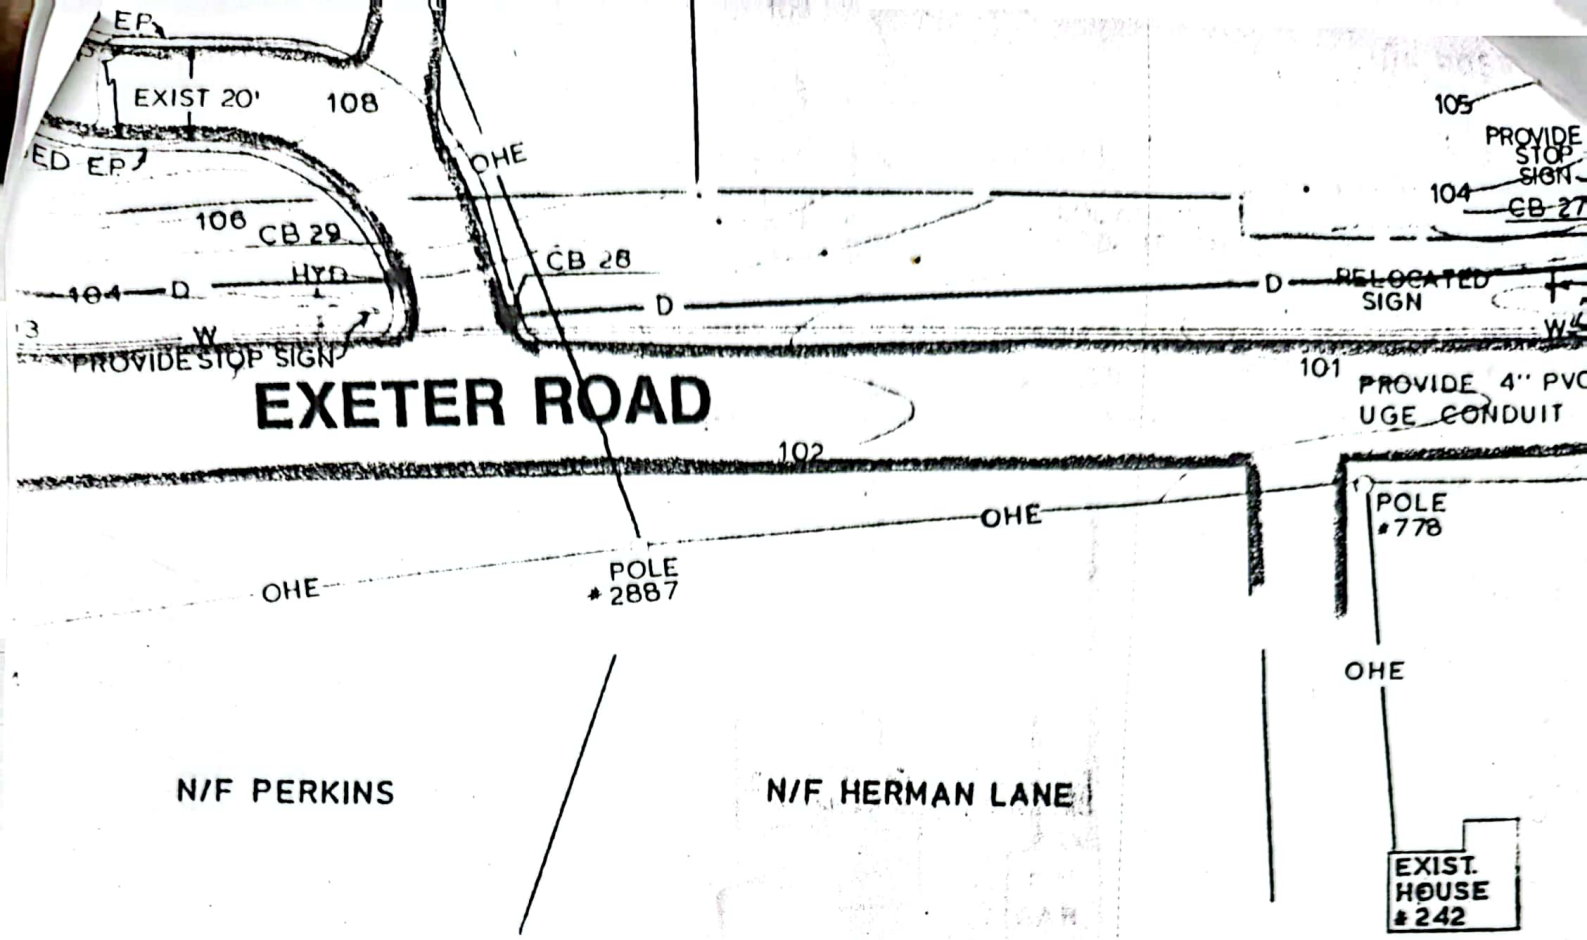 EP
EXIST 20'
108
ED EP
OHE
105
PROVIDE
STOP
SIGN
104
CB 27
106
CB 29
HYD
CB 28
104
D
D
D
RELOCATED
SIGN
W
W
PROVIDE STOP SIGN
101
EXETER ROAD
PROVIDE 4" PVC
UGE CONDUIT
102
OHE
POLE
#778
POLE
#2887
OHE
OHE
N/F PERKINS
N/F HERMAN LANE
EXIST.
HOUSE
#242